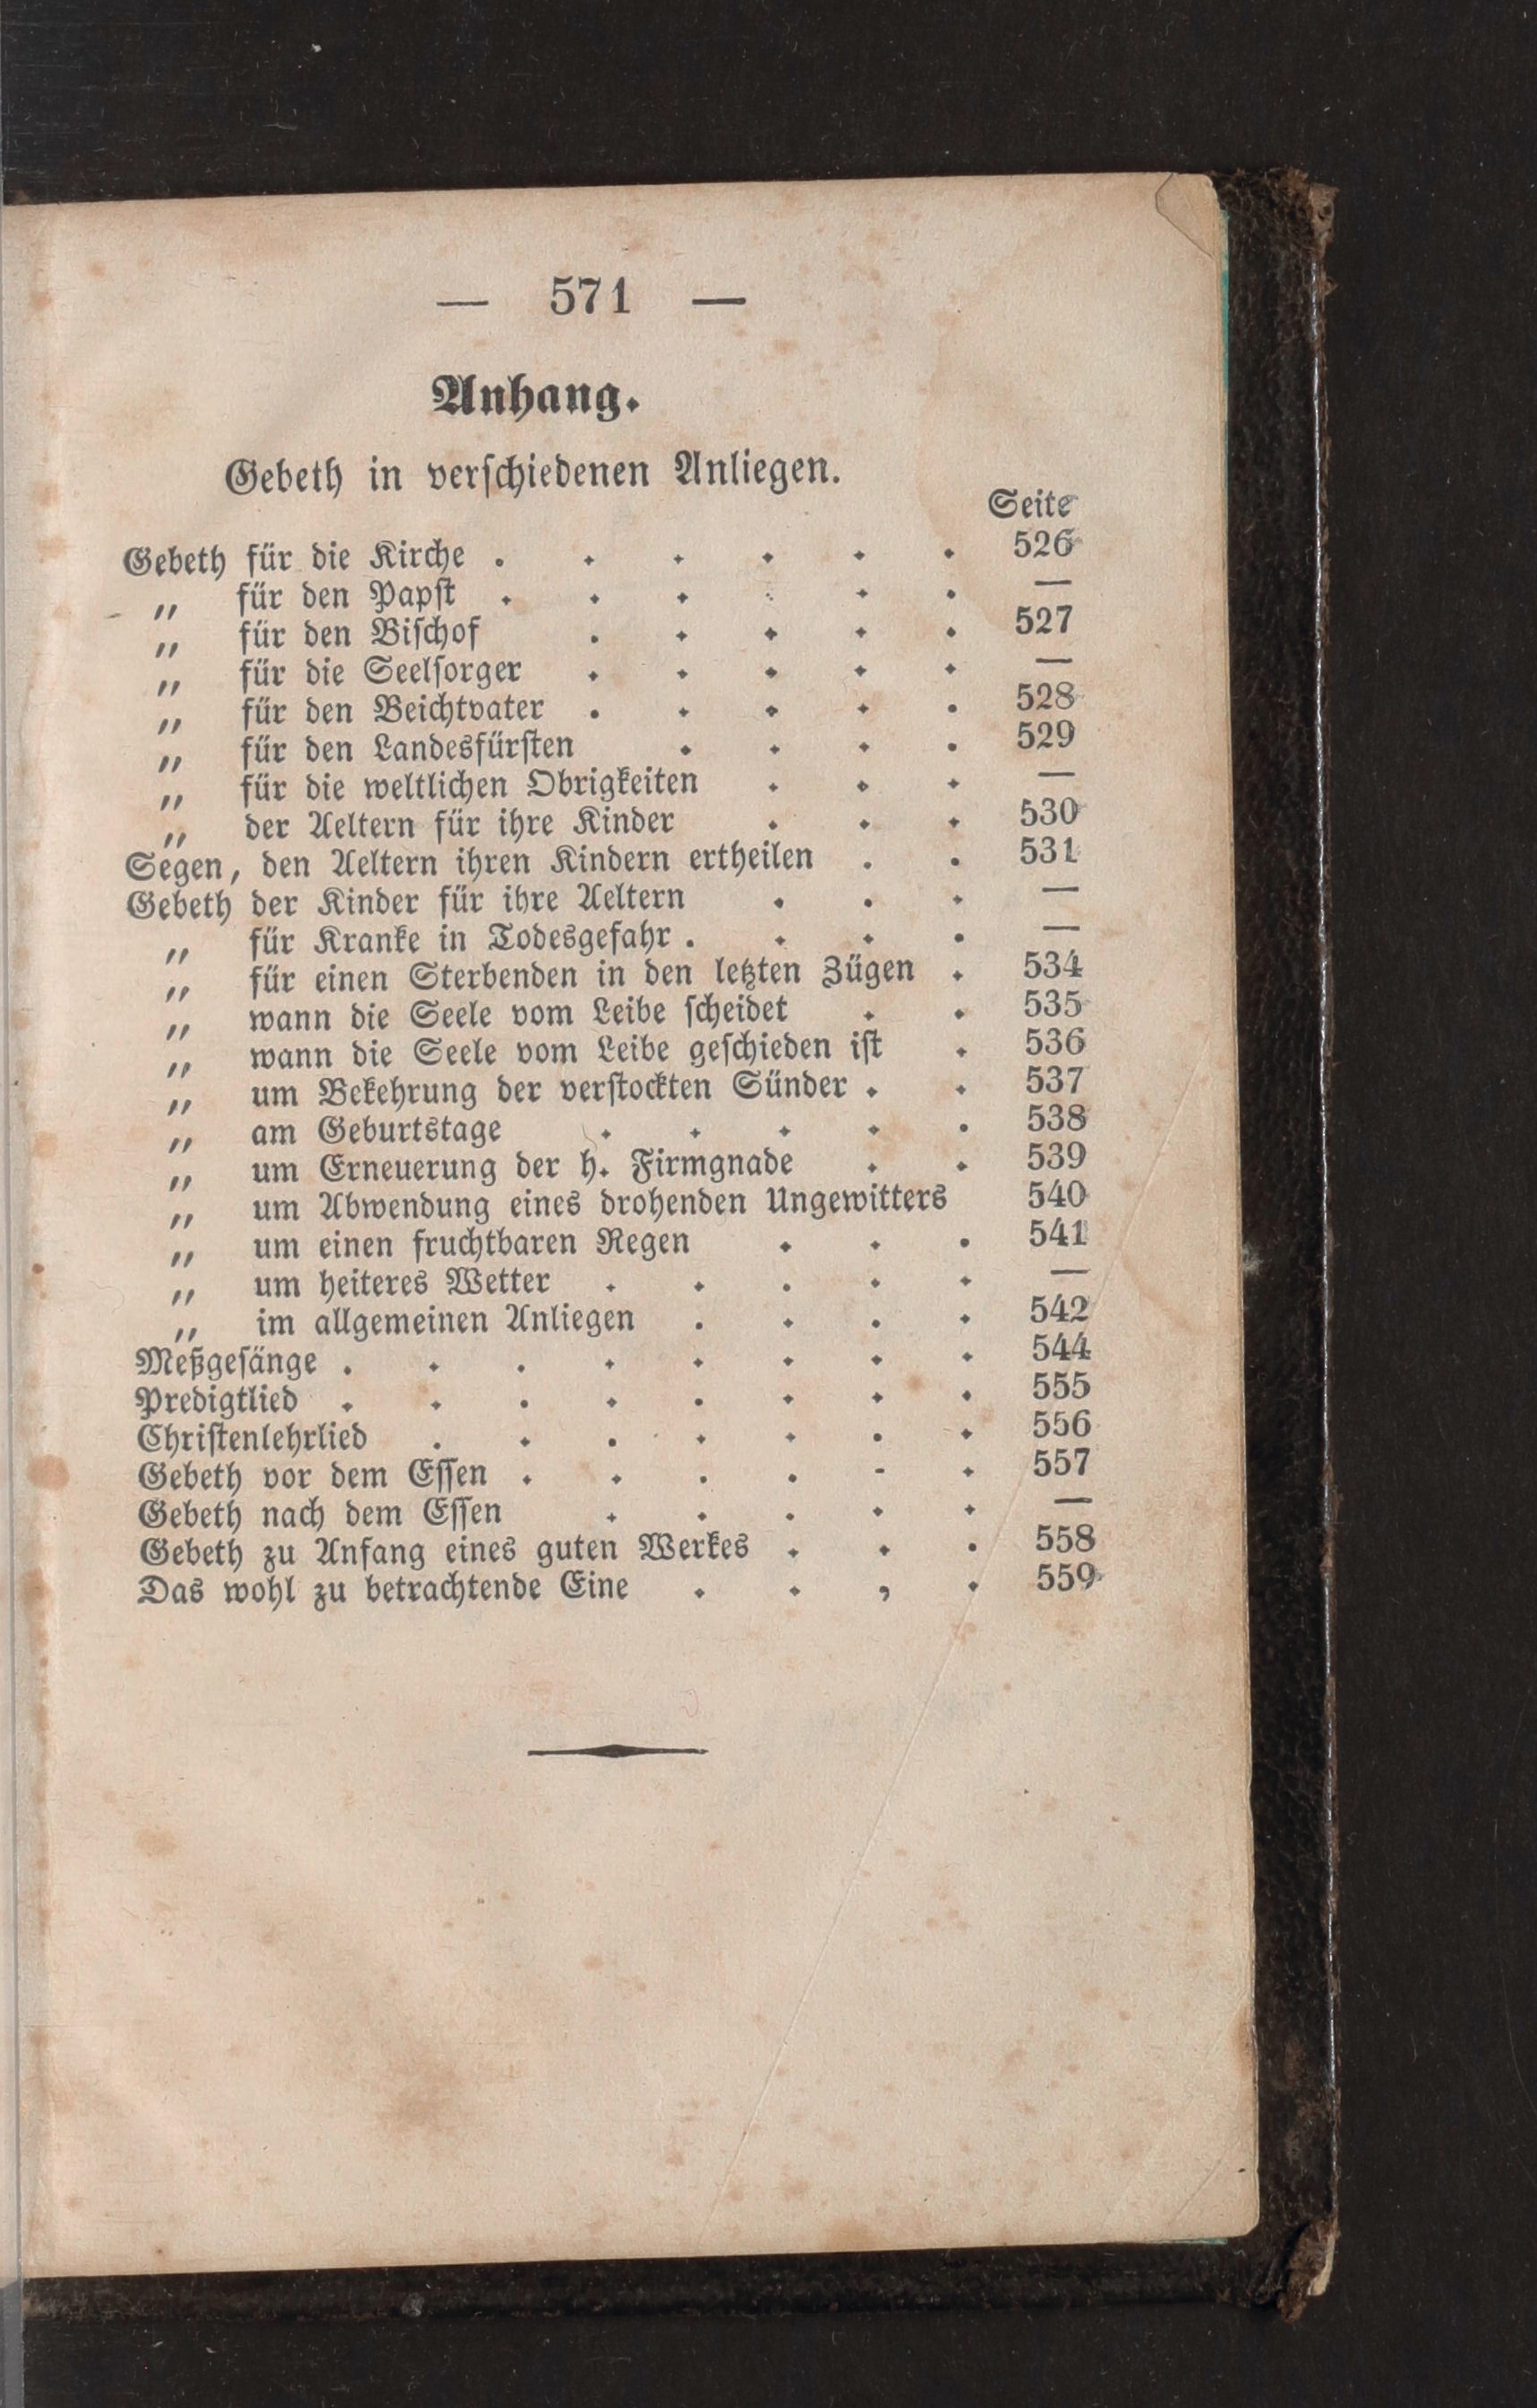 — 571 —
Anhang.
Gebeth in verschiedenen Anliegen.
Seite
Gebeth für die Kirche . . . . . . 526
„ für den Papst . . . . . . —
„ für den Bischof . . . . . 527
„ für die Seelsorger . . . . . —
„ für den Beichtvater . . . . . 528
„ für den Landesfürsten . . . . 529
„ für die weltlichen Obrigkeiten . . . —
„ der Aeltern für ihre Kinder . . . 530
Segen, den Aeltern ihren Kindern ertheilen . . 531
Gebeth der Kinder für ihre Aeltern . . . —
„ für Kranke in Todesgefahr . . . . —
„ für einen Sterbenden in den letzten Zügen . 534
„ wann die Seele vom Leibe scheidet . . 535
„ wann die Seele vom Leibe geschieden ist . 536
„ um Bekehrung der verstockten Sünder . . 537
„ am Geburtstage . . . . . 538
„ um Erneuerung der h. Firmgnade . . 539
„ um Abwendung eines drohenden Ungewitters 540
„ um einen fruchtbaren Regen . . . 541
„ um heiteres Wetter . . . . . —
„ im allgemeinen Anliegen . . . . 542
Meßgesänge . . . . . . . . 544
Predigtlied . . . . . . . . 555
Christenlehrlied . . . . . . . 556
Gebeth vor dem Essen . . . . - . 557
Gebeth nach dem Essen . . . . . —
Gebeth zu Anfang eines guten Werkes . . . 558
Das wohl zu betrachtende Eine . . , . 559